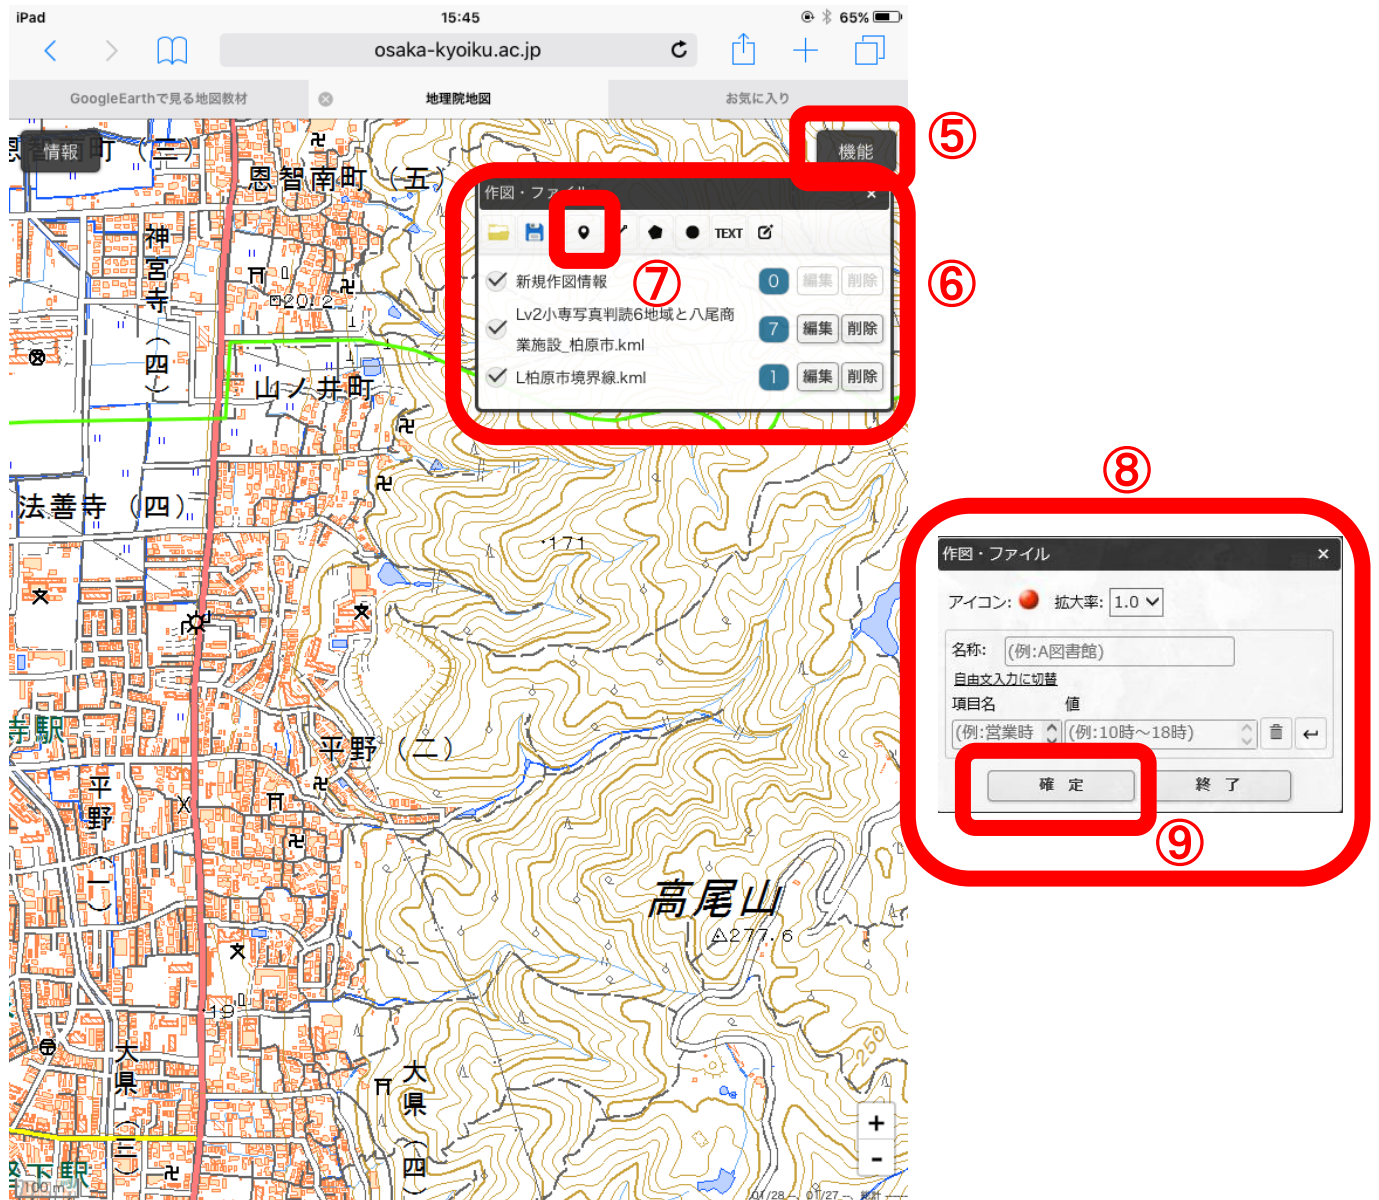 iPad 15:45 65%
osaka-kyoiku.ac.jp
GoogleEarthで見る地図教材 地理院地図 お気に入り
⑤
情報
機能
恩智南町（五）
作図・ファイル ×
TEXT
⑦
⑥
新規作図情報 0 編集 削除
Lv2小専写真判読6地域と八尾商
業施設_柏原市.kml 7 編集 削除
L柏原市境界線.kml 1 編集 削除
神宮寺（四）
20.2
山ノ井町
法善寺（四）
171
⑧
作図・ファイル ×
アイコン: 拡大率: 1.0
名称: (例:A図書館)
自由文入力に切替
項目名 値
(例:営業時 (例:10時～18時)
確 定 終 了
⑨
寺駅
平野（二）
平野（一）
高尾山
277.6
19
250
大県（三）
大県（四）
+
-
下駅
100 m